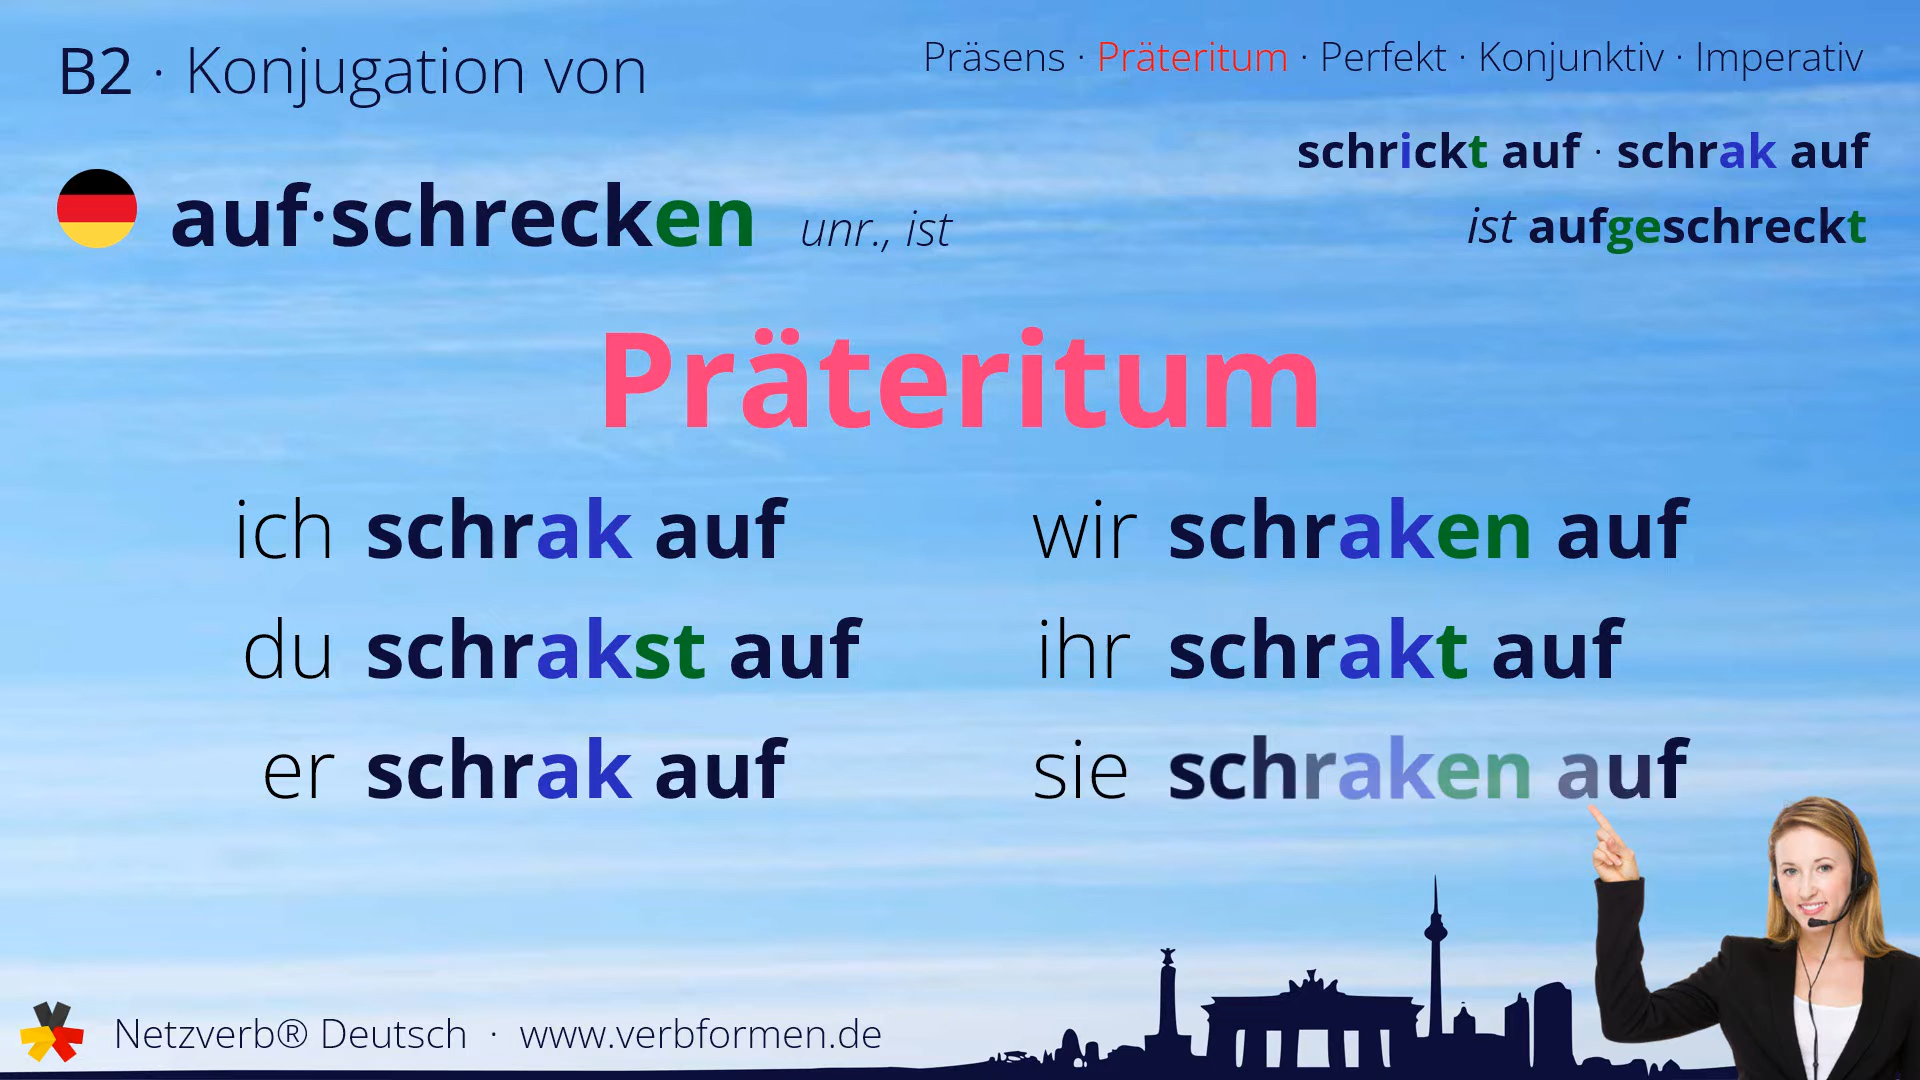 B2 · Konjugation von
Präsens · Präteritum · Perfekt · Konjunktiv · Imperativ
auf·schrecken unr., ist
schrickt auf · schrak auf
ist aufgeschreckt
Präteritum
ich schrak auf
du schrakst auf
er schrak auf
wir schraken auf
ihr schrakt auf
sie schraken auf
Netzverb® Deutsch · www.verbformen.de